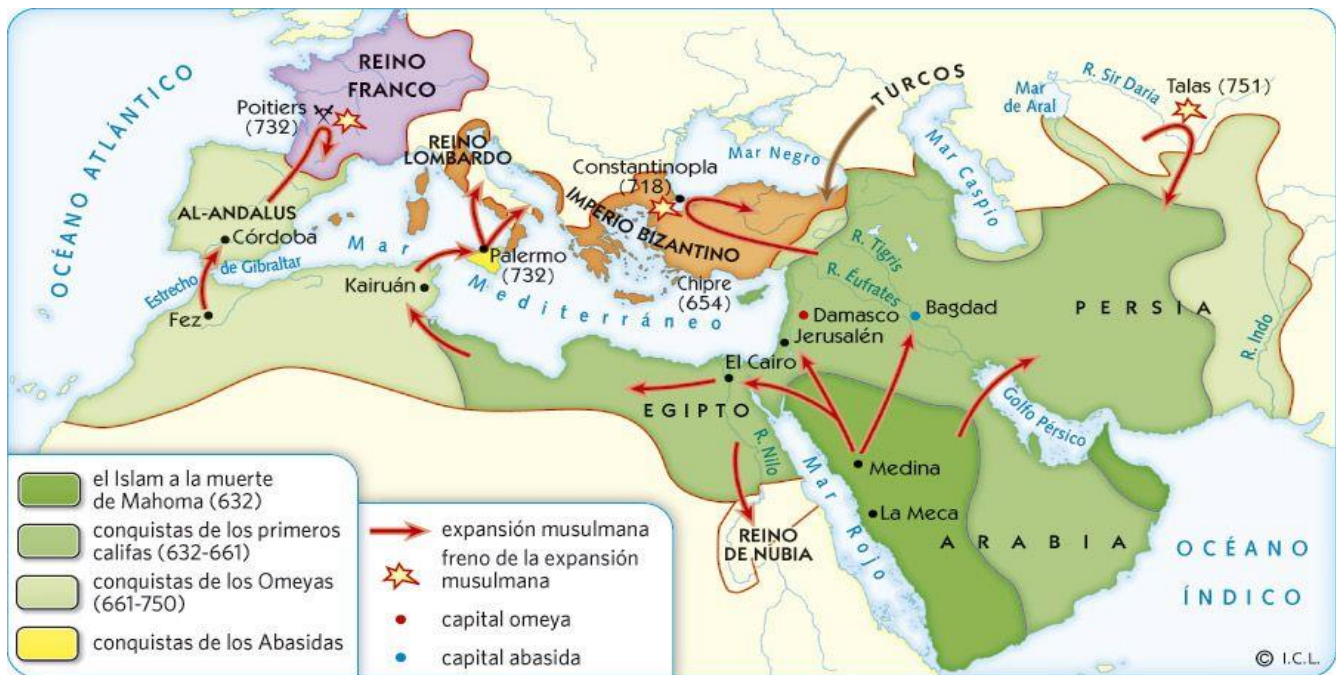 OCÉANO ATLÁNTICO
REINO
FRANCO
Poitiers
(732)
REINO
LOMBARDO
TURCOS
Mar
de Aral
R. Sir Daria
Talas (751)
Mar Negro
Mar Caspio
Constantinopla
(718)
IMPERIO BIZANTINO
AL-ANDALUS
Córdoba
Estrecho de Gibraltar
Fez
Kairuán
Mar Mediterráneo
Palermo
(732)
Chipre
(654)
R. Tigris
R. Éufrates
Damasco
Bagdad
Jerusalén
PERSIA
R. Indo
El Cairo
EGIPTO
R. Nilo
Golfo Pérsico
Medina
La Meca
Mar Rojo
ARABIA
REINO
DE NUBIA
OCÉANO
ÍNDICO
el Islam a la muerte
de Mahoma (632)
conquistas de los primeros
califas (632-661)
conquistas de los Omeyas
(661-750)
conquistas de los Abasidas
expansión musulmana
freno de la expansión
musulmana
capital omeya
capital abasida
© I.C.L.